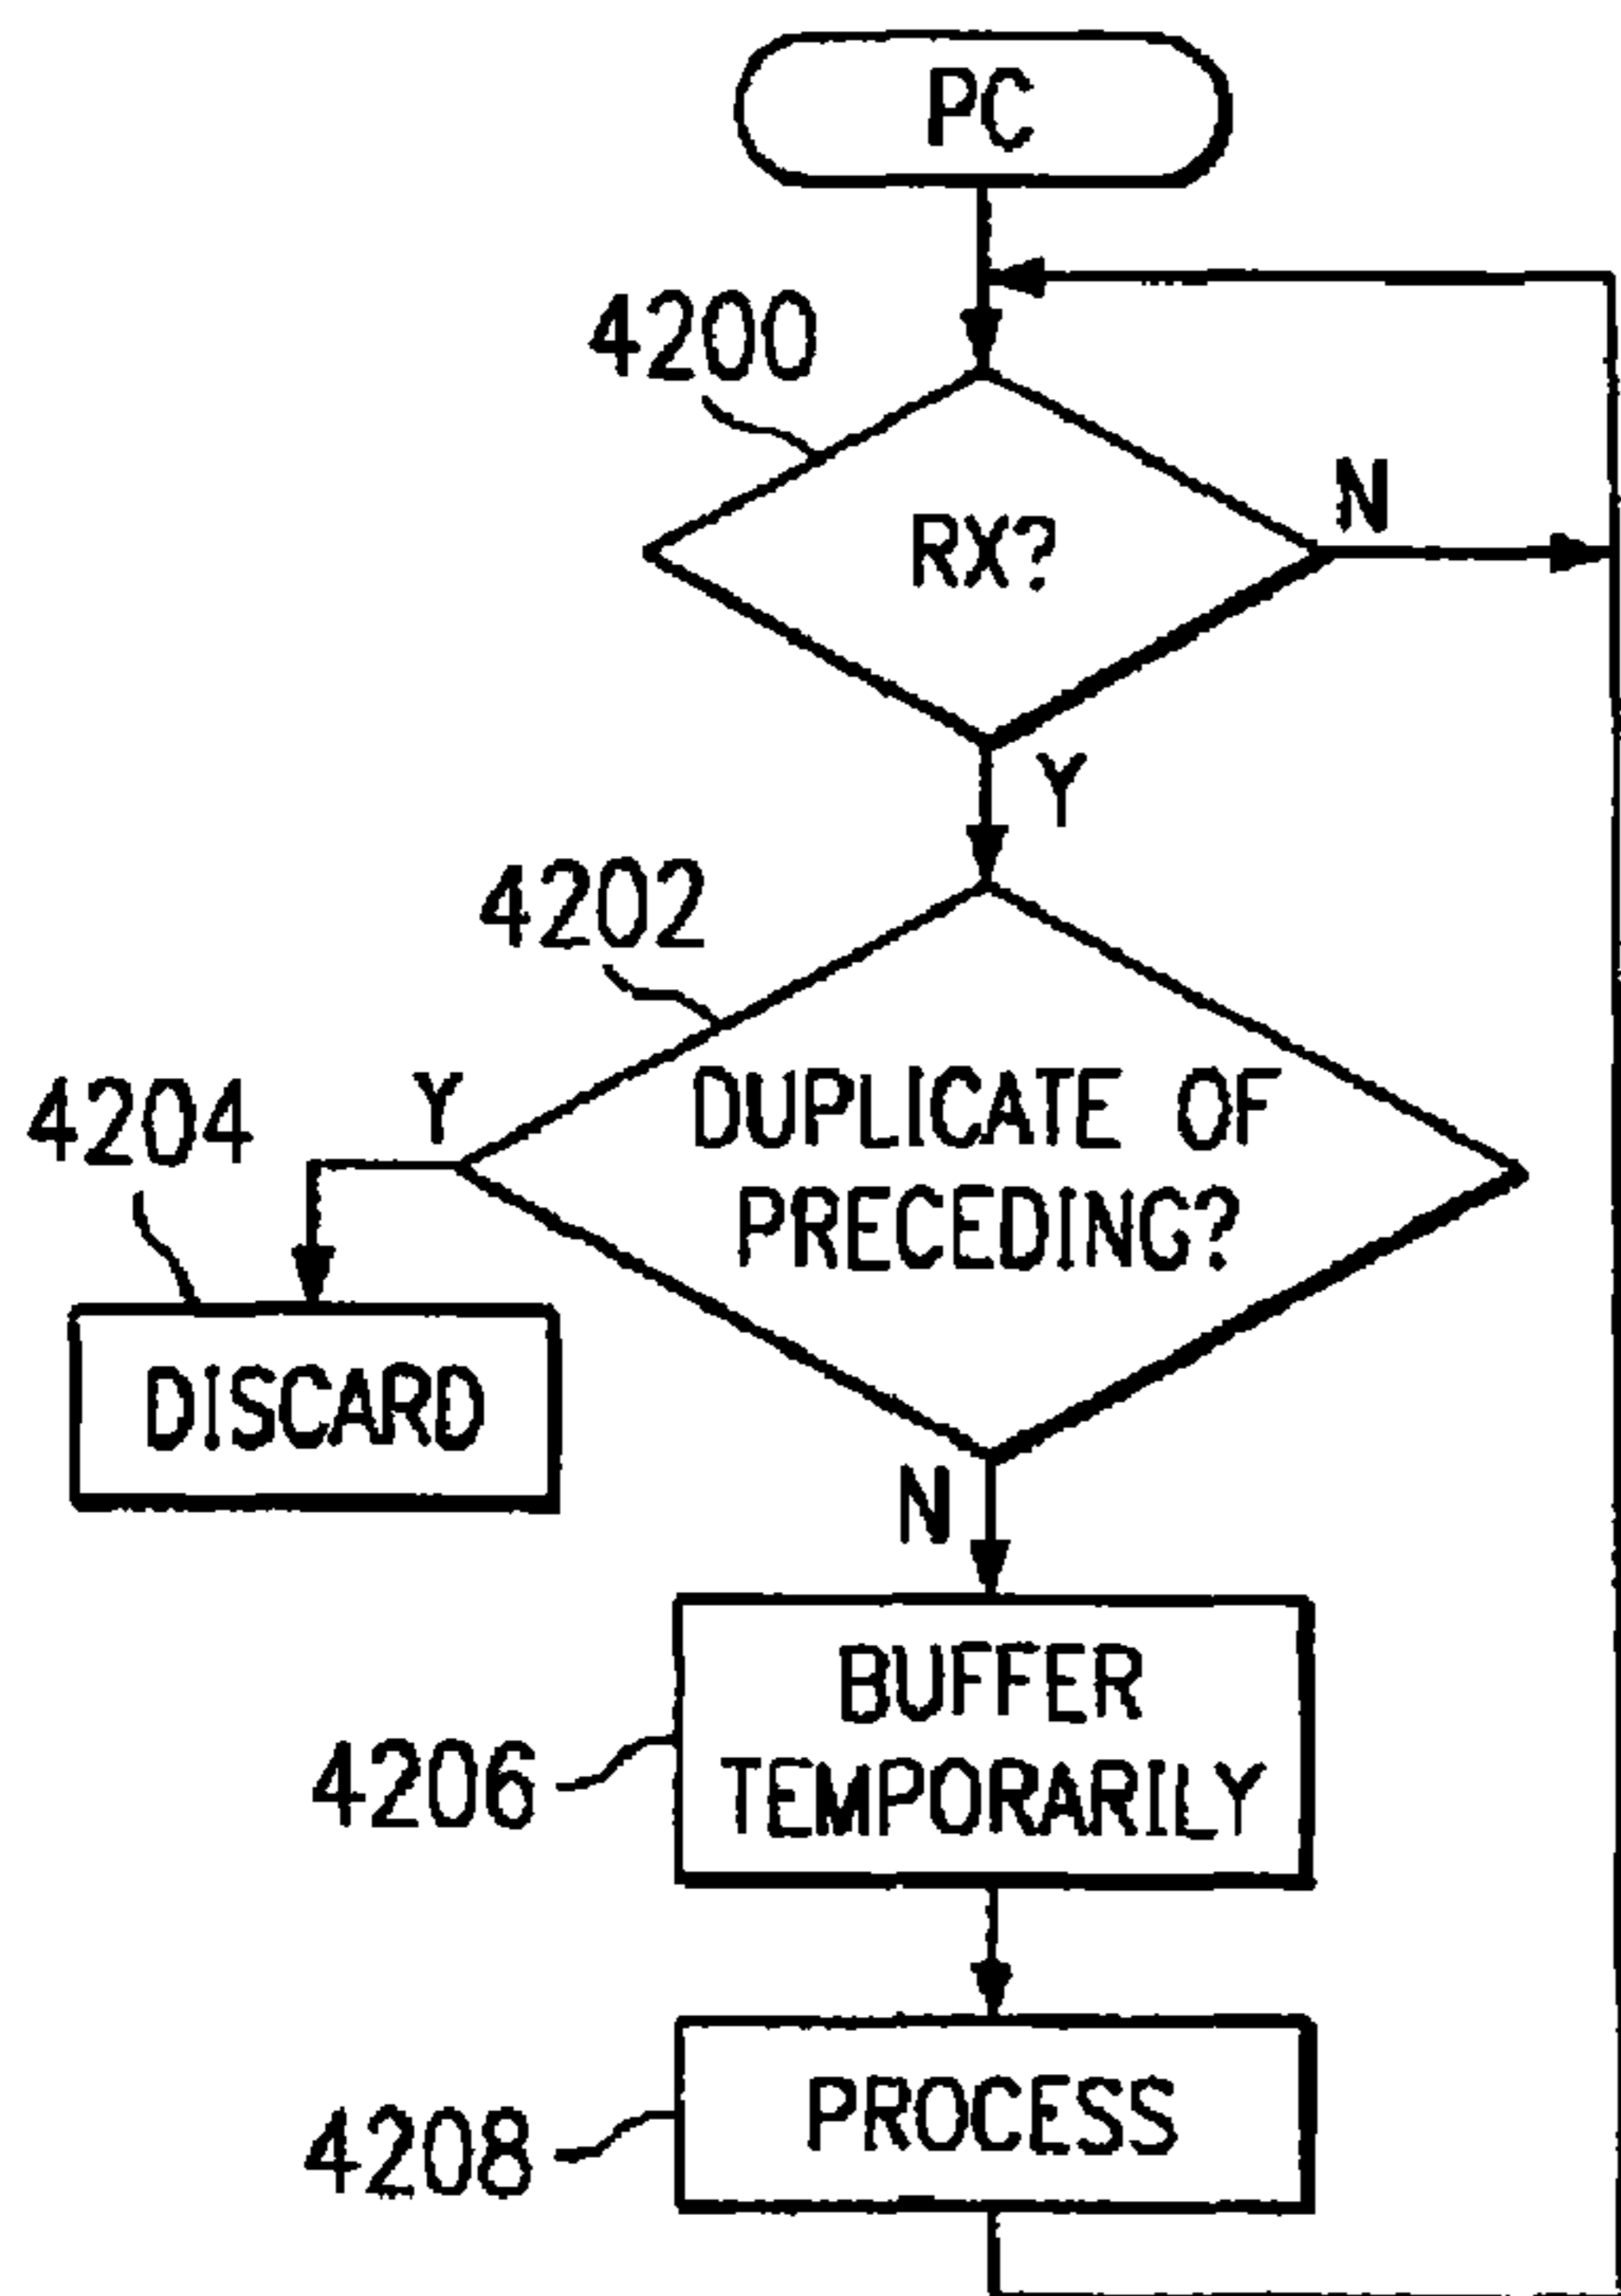 PC
4200
RX?
N
Y
4202
4204
Y
DUPLICATE OF
PRECEDING?
DISCARD
N
BUFFER
TEMPORARILY
4206
PROCESS
4208